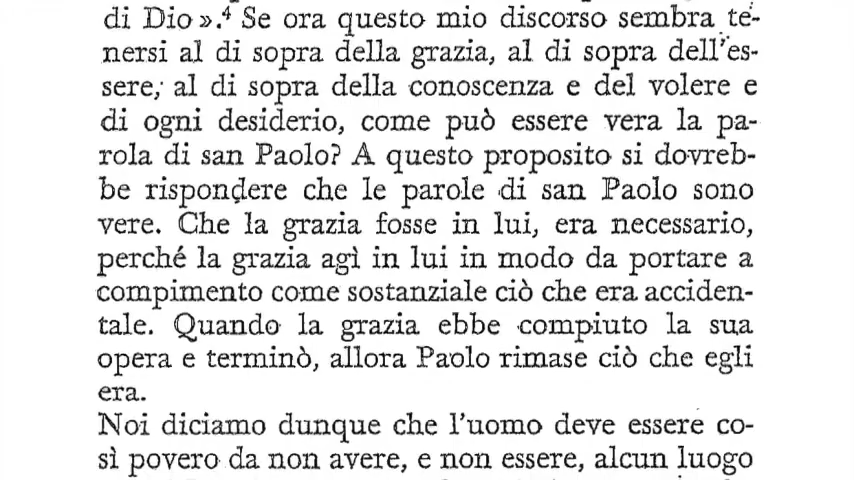 di Dio ».⁴ Se ora questo mio discorso sembra te-
nersi al di sopra della grazia, al di sopra dell'es-
sere, al di sopra della conoscenza e del volere e
di ogni desiderio, come può essere vera la pa-
rola di san Paolo? A questo proposito si dovreb-
be rispondere che le parole di san Paolo sono
vere. Che la grazia fosse in lui, era necessario,
perché la grazia agì in lui in modo da portare a
compimento come sostanziale ciò che era acciden-
tale. Quando la grazia ebbe compiuto la sua
opera e terminò, allora Paolo rimase ciò che egli
era.
Noi diciamo dunque che l'uomo deve essere co-
sì povero da non avere, e non essere, alcun luogo